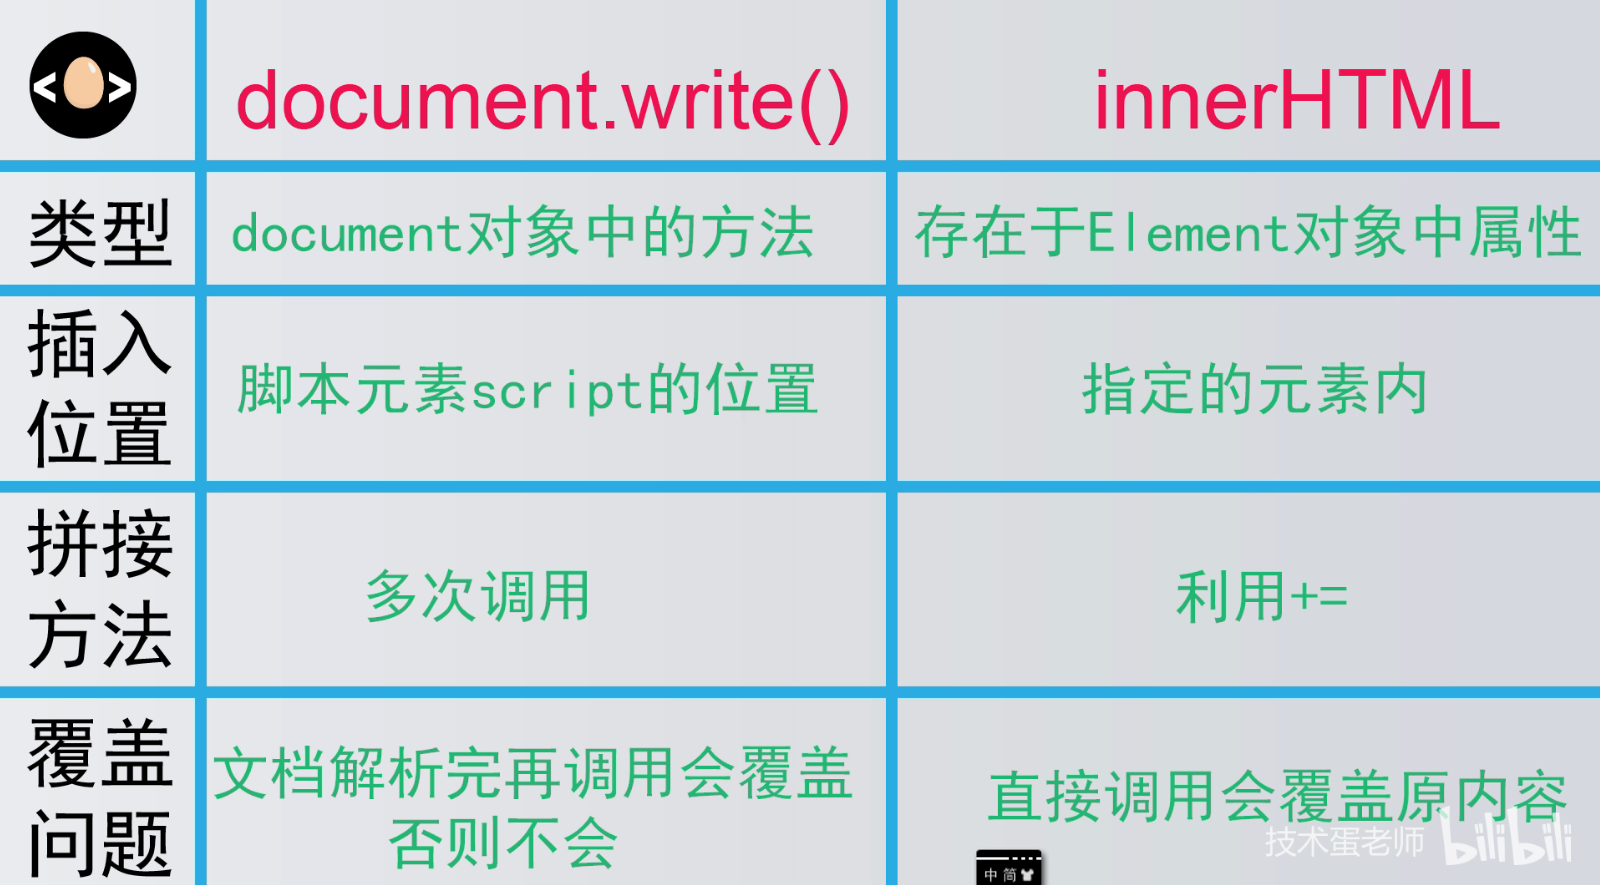 < >
document.write()
innerHTML
类型
document对象中的方法
存在于Element对象中属性
插入
位置
脚本元素script的位置
指定的元素内
拼接
方法
多次调用
利用+=
覆盖
问题
文档解析完再调用会覆盖
否则不会
直接调用会覆盖原内容
技术蛋老师 bilibili
中 简